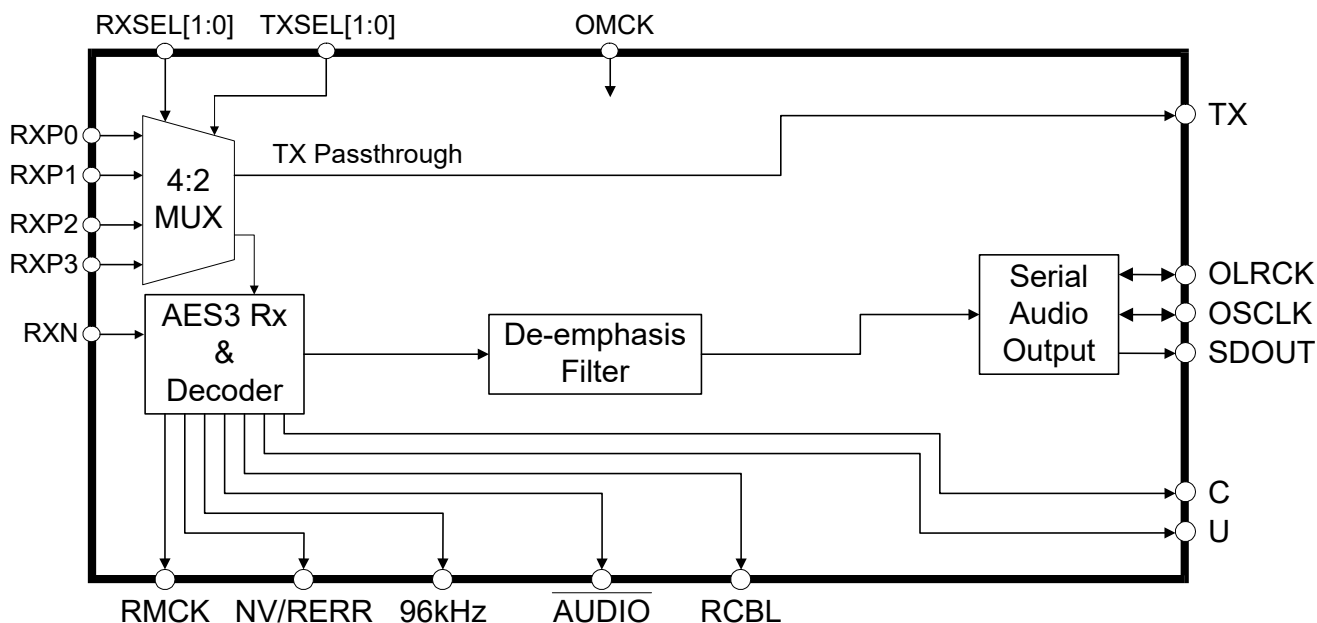 RXSEL[1:0]
TXSEL[1:0]
OMCK
RXP0
RXP1
RXP2
RXP3
RXN
4:2
MUX
TX Passthrough
TX
AES3 Rx
&
Decoder
De-emphasis
Filter
Serial
Audio
Output
OLRCK
OSCLK
SDOUT
C
U
RMCK
NV/RERR
96kHz
AUDIO
RCBL